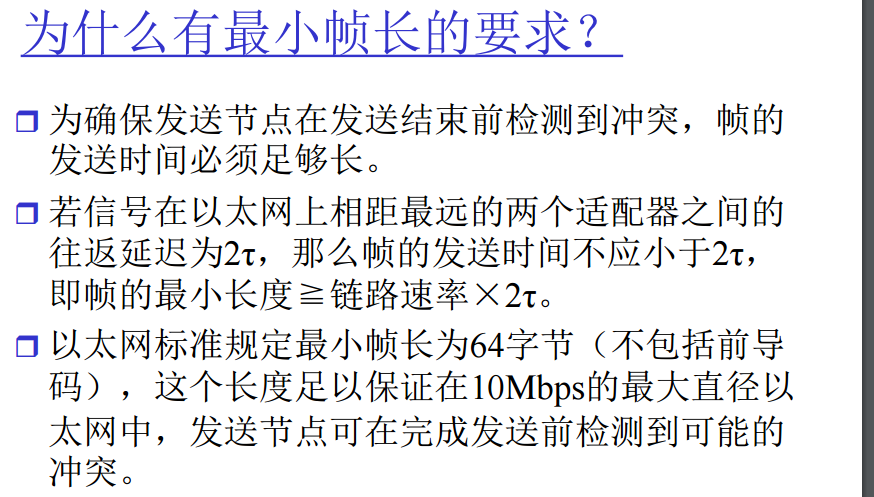 为什么有最小帧长的要求？
为确保发送节点在发送结束前检测到冲突，帧的
发送时间必须足够长。
若信号在以太网上相距最远的两个适配器之间的
往返延迟为2τ，那么帧的发送时间不应小于2τ，
即帧的最小长度≧链路速率×2τ。
以太网标准规定最小帧长为64字节（不包括前导
码），这个长度足以保证在10Mbps的最大直径以
太网中，发送节点可在完成发送前检测到可能的
冲突。